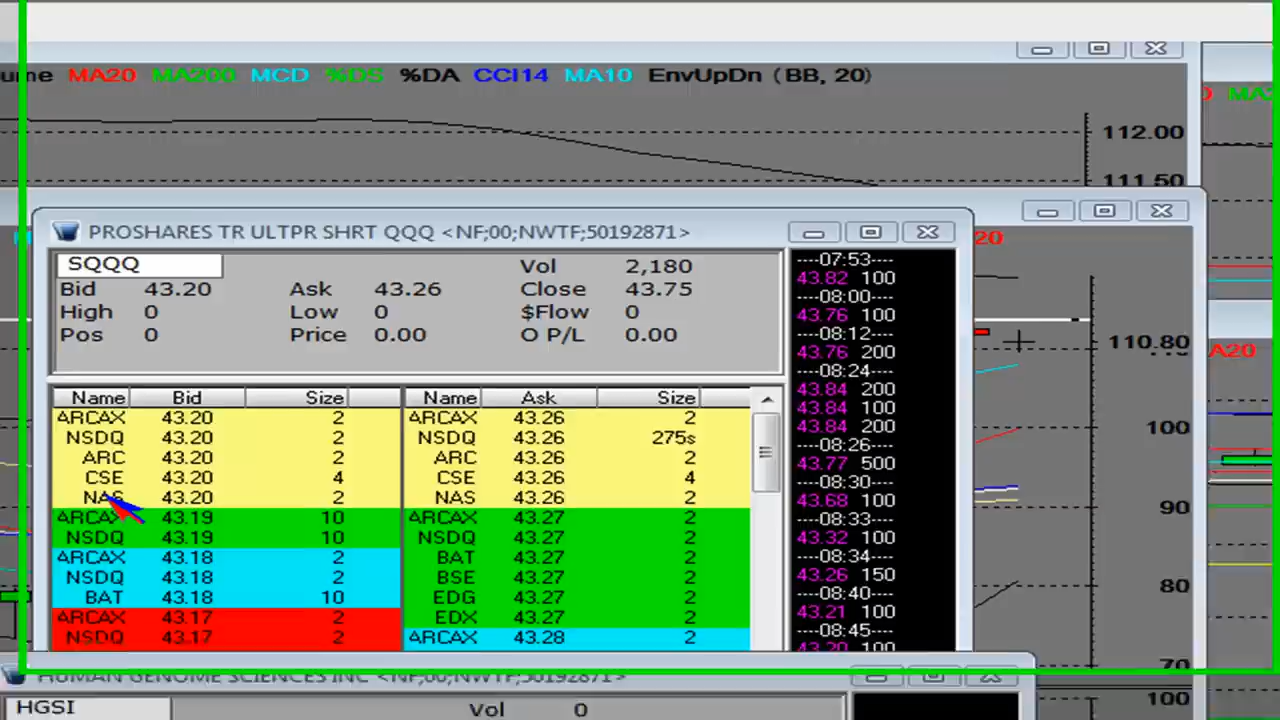 ume MA20 MA200 MCD %DS %DA CCI14 MA10 EnvUpDn (BB, 20)
112.00
111.50
PROSHARES TR ULTPR SHRT QQQ <NF;00;NWTF;50192871>
20
SQQQ Vol 2,180
Bid 43.20 Ask 43.26 Close 43.75
High 0 Low 0 $Flow 0
Pos 0 Price 0.00 O P/L 0.00
Name Bid Size Name Ask Size
ARCAX 43.20 2 ARCAX 43.26 2
NSDQ 43.20 2 NSDQ 43.26 275s
ARC 43.20 2 ARC 43.26 2
CSE 43.20 4 CSE 43.26 4
NAS 43.20 2 NAS 43.26 2
ARCAX 43.19 10 NSDQ 43.27 2
NSDQ 43.19 10 NSDQ 43.27 2
ARCAX 43.18 2 BAT 43.27 2
NSDQ 43.18 2 BSE 43.27 2
BAT 43.18 10 EDG 43.27 2
ARCAX 43.17 2 EDX 43.27 2
NSDQ 43.17 2 ARCAX 43.28 2
----07:53----
43.82 100
----08:00----
43.76 100
----08:12----
43.76 200
----08:24----
43.84 200
43.84 100
43.84 200
----08:26----
43.77 500
----08:30----
43.68 100
----08:33----
43.32 100
----08:34----
43.26 150
----08:40----
43.21 100
----08:45----
43.20 100
110.80
100
90
80
70
100
MA20
HUMAN GENOME SCIENCES INC <NF;00;NWTF;50192871>
HGSI Vol 0